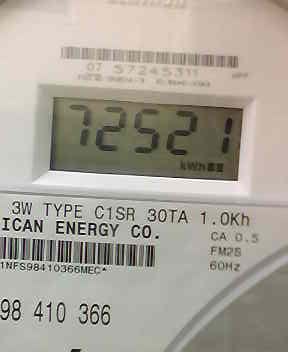 07 57245311
72521
kWh
3W TYPE C1SR 30TA 1.0Kh
ICAN ENERGY CO.
CA 0.5
FM2S
60Hz
1NFS98410366MEC*
98 410 366